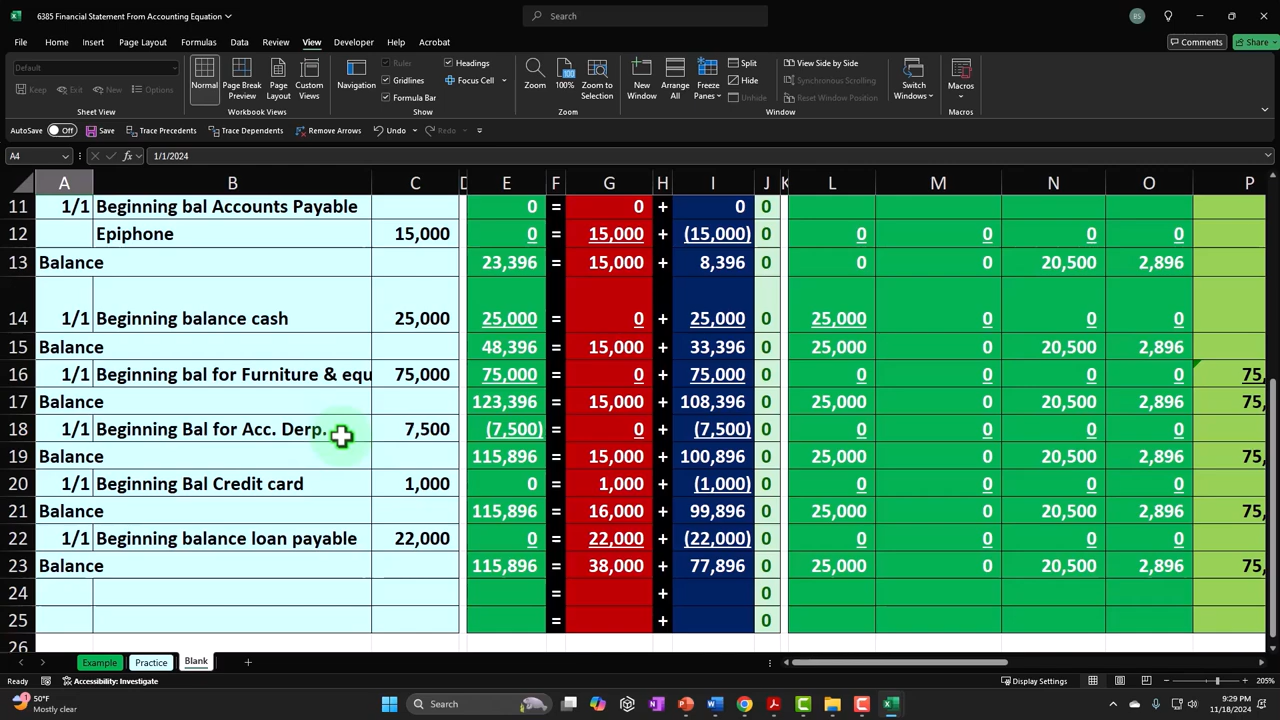 6385 Financial Statement From Accounting Equation
Search
BS
File Home Insert Page Layout Formulas Data Review View Developer Help Acrobat
Comments Share
Default
Keep Exit New Options
Sheet View
Normal Page Break Preview Page Layout Custom Views
Workbook Views
Navigation
Ruler Headings
Gridlines Focus Cell
Formula Bar
Show
Zoom 100% Zoom to Selection
Zoom
New Window Arrange All Freeze Panes
Split
Hide
Unhide
View Side by Side
Synchronous Scrolling
Reset Window Position
Switch Windows
Window
Macros
Macros
AutoSave Off Save Trace Precedents Trace Dependents Remove Arrows Undo Redo
A4 fx 1/1/2024
A B C D E F G H I J K L M N O P
11 1/1 Beginning bal Accounts Payable 0 = 0 + 0 0
12 Epiphone 15,000 0 = 15,000 + (15,000) 0 0 0 0 0
13 Balance 23,396 = 15,000 + 8,396 0 0 0 20,500 2,896
14 1/1 Beginning balance cash 25,000 25,000 = 0 + 25,000 0 25,000 0 0 0
15 Balance 48,396 = 15,000 + 33,396 0 25,000 0 20,500 2,896
16 1/1 Beginning bal for Furniture & equ 75,000 75,000 = 0 + 75,000 0 0 0 0 0 75,
17 Balance 123,396 = 15,000 + 108,396 0 25,000 0 20,500 2,896 75,
18 1/1 Beginning Bal for Acc. Derp. 7,500 (7,500) = 0 + (7,500) 0 0 0 0 0
19 Balance 115,896 = 15,000 + 100,896 0 25,000 0 20,500 2,896 75,
20 1/1 Beginning Bal Credit card 1,000 0 = 1,000 + (1,000) 0 0 0 0 0
21 Balance 115,896 = 16,000 + 99,896 0 25,000 0 20,500 2,896 75,
22 1/1 Beginning balance loan payable 22,000 0 = 22,000 + (22,000) 0 0 0 0 0
23 Balance 115,896 = 38,000 + 77,896 0 25,000 0 20,500 2,896 75,
24 = + 0
25 = + 0
26
Example Practice Blank
Ready Accessibility: Investigate Display Settings 205%
1 50°F
Mostly clear
Search
9:29 PM
11/18/2024